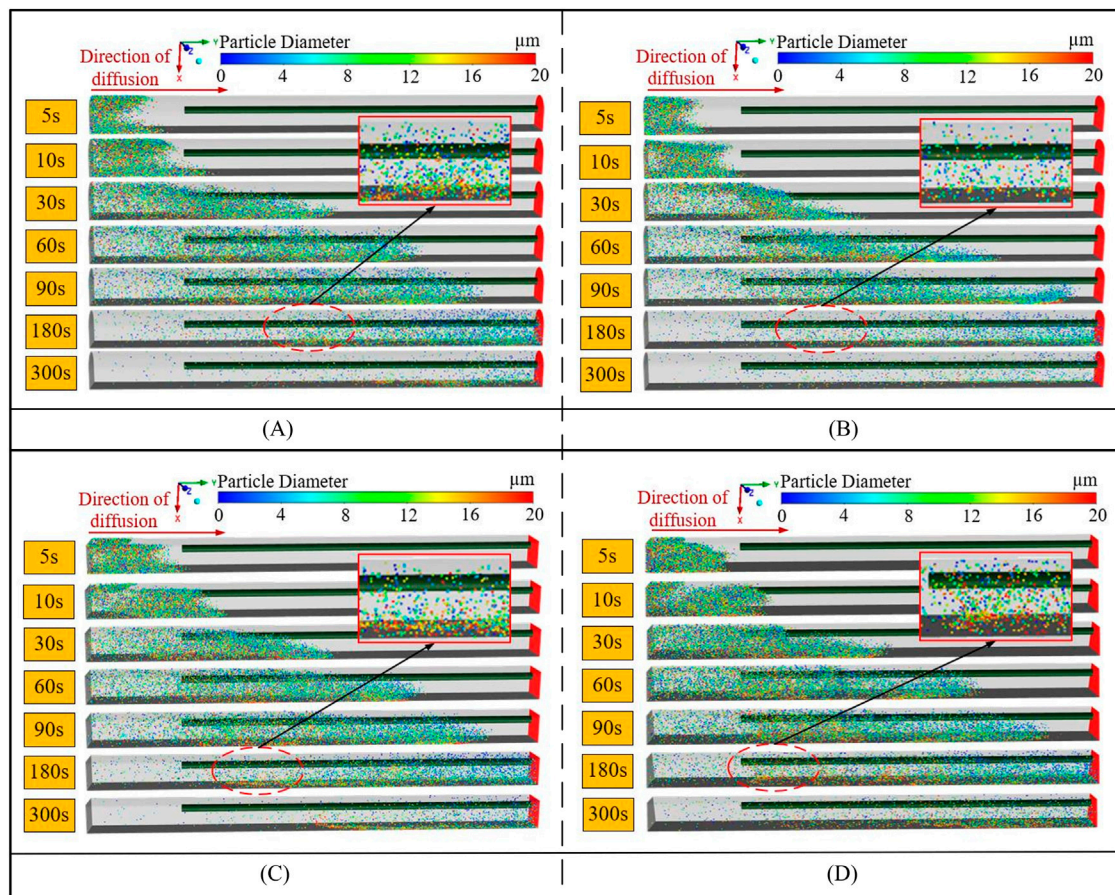 Y
Z
X
Direction of
diffusion
Particle Diameter
µm
0 4 8 12 16 20
5s
10s
30s
60s
90s
180s
300s
(A)
Y
Z
X
Direction of
diffusion
Particle Diameter
µm
0 4 8 12 16 20
5s
10s
30s
60s
90s
180s
300s
(B)
Y
Z
X
Direction of
diffusion
Particle Diameter
µm
0 4 8 12 16 20
5s
10s
30s
60s
90s
180s
300s
(C)
Y
Z
X
Direction of
diffusion
Particle Diameter
µm
0 4 8 12 16 20
5s
10s
30s
60s
90s
180s
300s
(D)